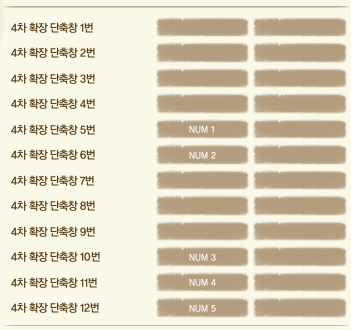 4차 확장 단축창 1번
4차 확장 단축창 2번
4차 확장 단축창 3번
4차 확장 단축창 4번
4차 확장 단축창 5번 NUM 1
4차 확장 단축창 6번 NUM 2
4차 확장 단축창 7번
4차 확장 단축창 8번
4차 확장 단축창 9번
4차 확장 단축창 10번 NUM 3
4차 확장 단축창 11번 NUM 4
4차 확장 단축창 12번 NUM 5